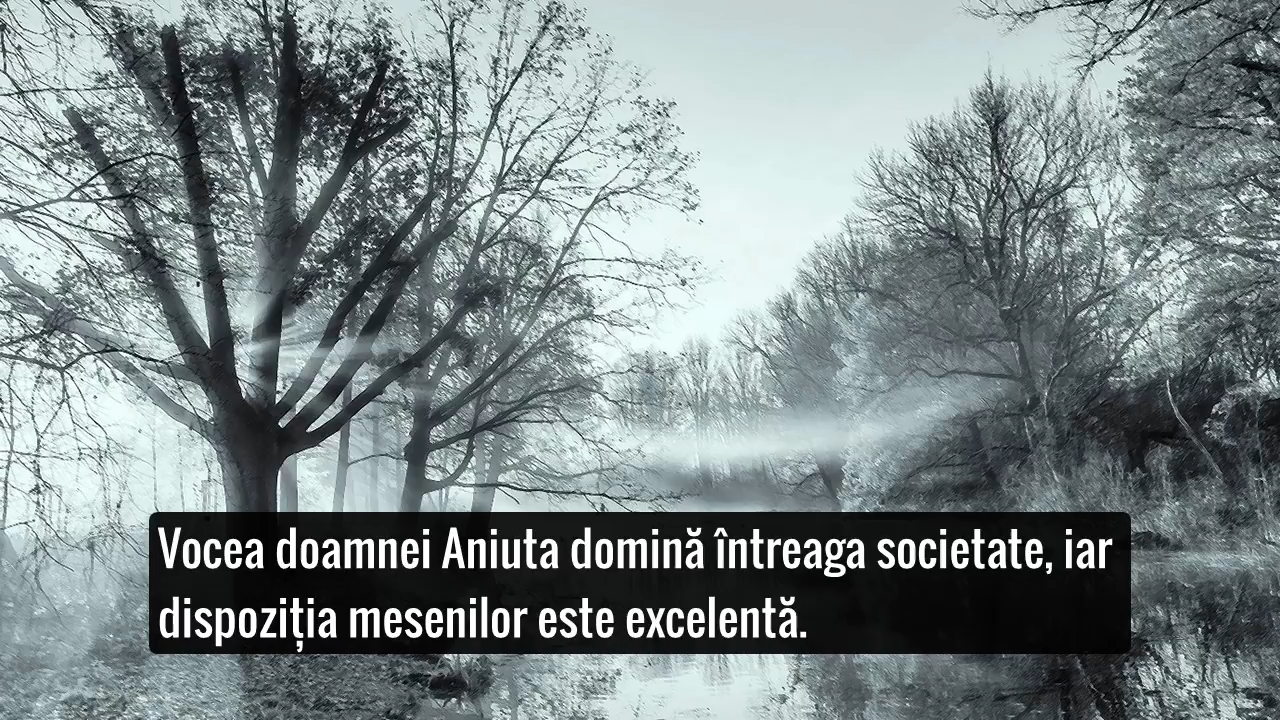 Vocea doamnei Aniuta domină întreaga societate, iar
dispoziția mesenilor este excelentă.